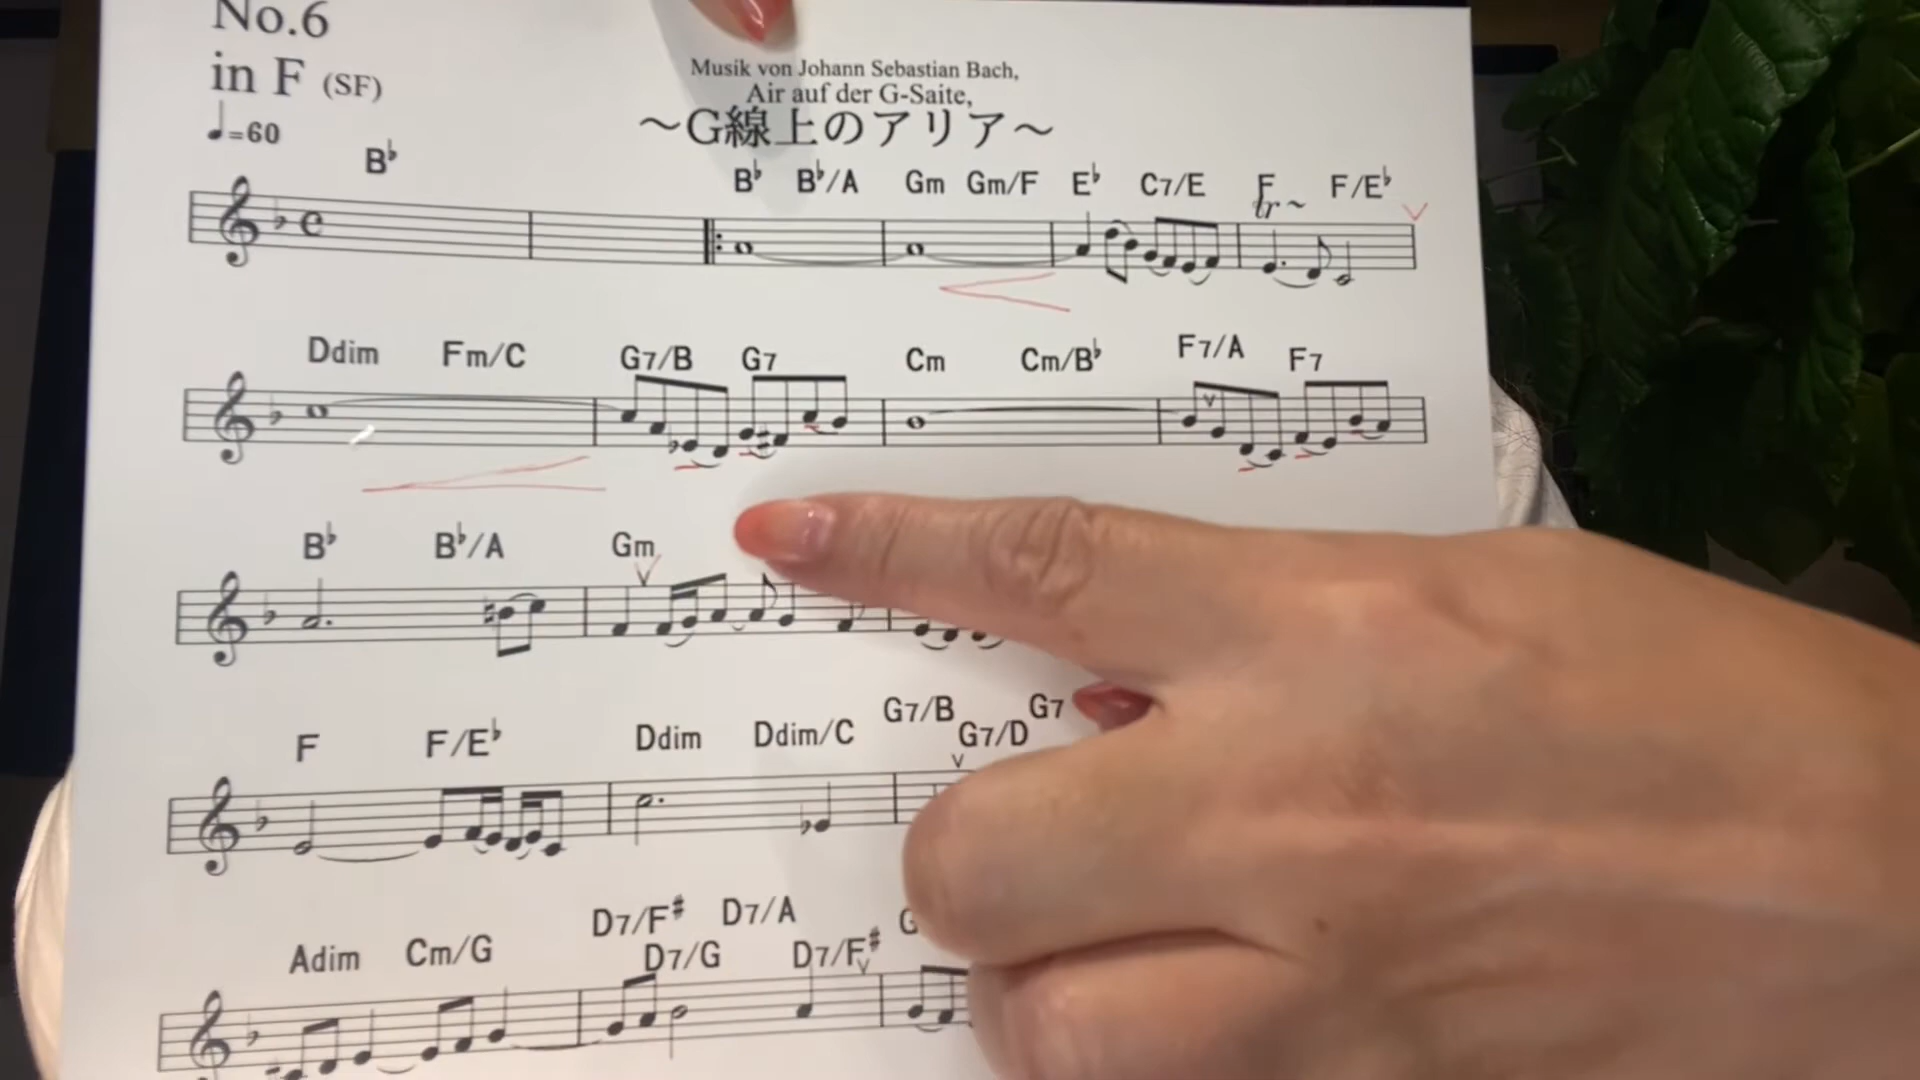 No.6
in F (SF)
♩=60
Musik von Johann Sebastian Bach,
Air auf der G-Saite,
～G線上のアリア～
B♭ B♭ B♭/A Gm Gm/F E♭ C7/E F F/E♭
tr~
Ddim Fm/C G7/B G7 Cm Cm/B♭ F7/A F7
B♭ B♭/A Gm
F F/E♭ Ddim Ddim/C G7/B G7/D G7
Adim Cm/G D7/F♯ D7/G D7/A D7/F♯ G